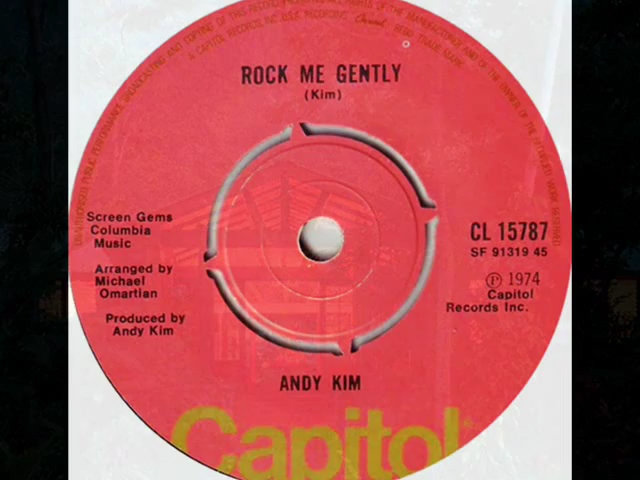 ROCK ME GENTLY
(Kim)
Screen Gems
Columbia
Music
Arranged by
Michael
Omartian
Produced by
Andy Kim
CL 15787
SF 91319 45
Ⓟ 1974
Capitol
Records Inc.
ANDY KIM
Capitol